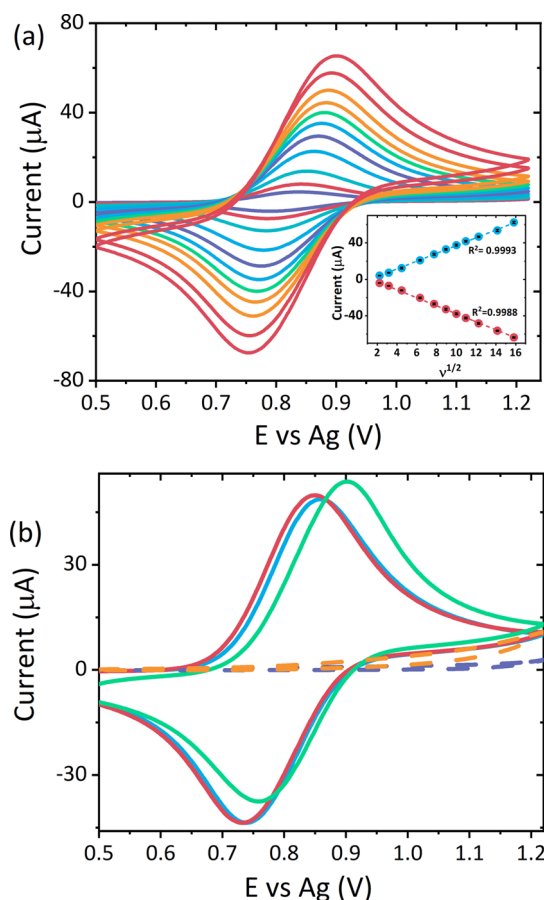 (a)
80
40
0
-40
-80
Current (μA)
0.5 0.6 0.7 0.8 0.9 1.0 1.1 1.2
E vs Ag (V)
Current (μA)
40
0
-40
R²= 0.9993
R²=0.9988
2 4 6 8 10 12 14 16
ν^1/2
(b)
30
0
-30
Current (μA)
0.5 0.6 0.7 0.8 0.9 1.0 1.1 1.2
E vs Ag (V)